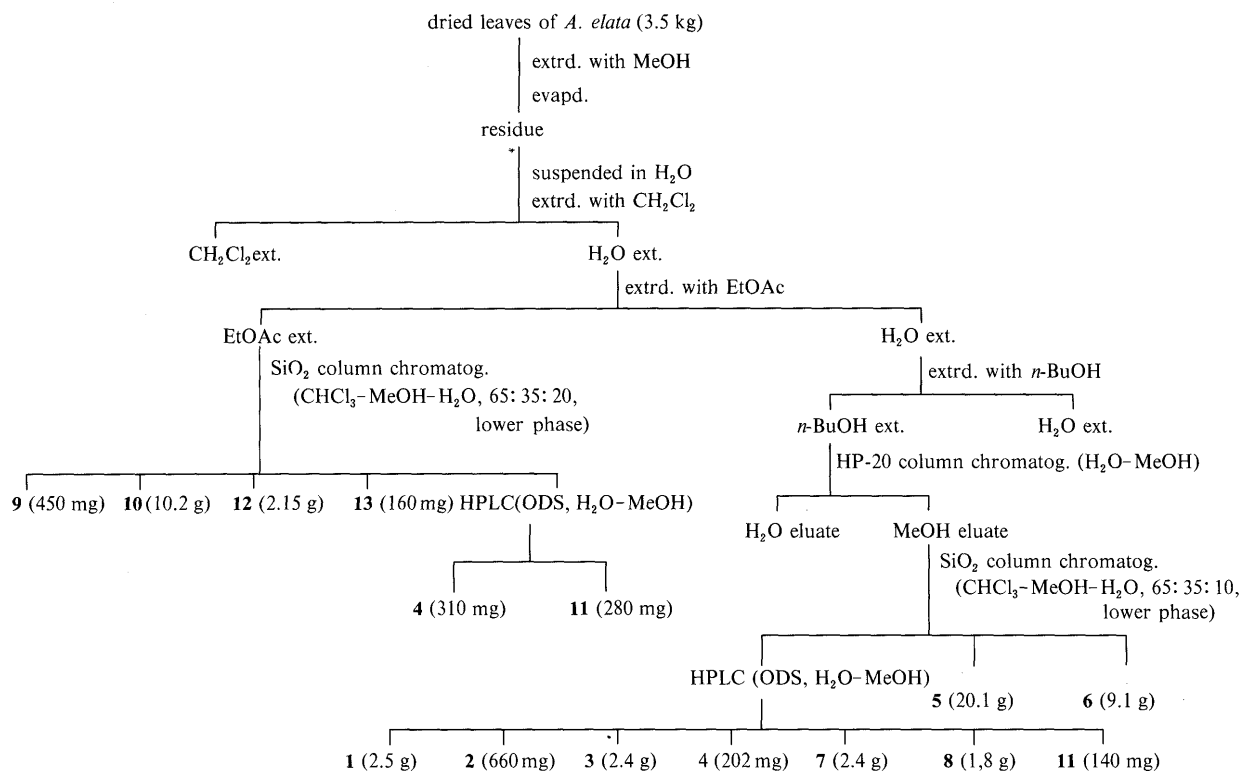 dried leaves of A. elata (3.5 kg)
extrd. with MeOH
evapd.
residue
suspended in H₂O
extrd. with CH₂Cl₂
CH₂Cl₂ext.
H₂O ext.
extrd. with EtOAc
EtOAc ext.
H₂O ext.
SiO₂ column chromatog.
(CHCl₃–MeOH–H₂O, 65:35:20,
lower phase)
extrd. with n-BuOH
n-BuOH ext.
H₂O ext.
HP-20 column chromatog. (H₂O–MeOH)
9 (450 mg) 10 (10.2 g) 12 (2.15 g) 13 (160 mg) HPLC(ODS, H₂O–MeOH)
H₂O eluate
MeOH eluate
SiO₂ column chromatog.
(CHCl₃–MeOH–H₂O, 65:35:10,
lower phase)
4 (310 mg) 11 (280 mg)
HPLC (ODS, H₂O–MeOH)
5 (20.1 g) 6 (9.1 g)
1 (2.5 g) 2 (660 mg) 3 (2.4 g) 4 (202 mg) 7 (2.4 g) 8 (1,8 g) 11 (140 mg)